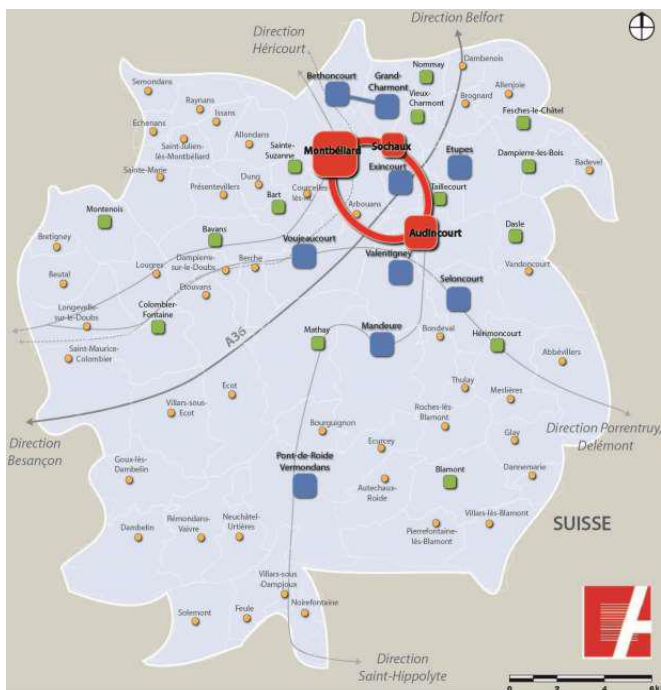 Direction Belfort
Direction
Héricourt
Nommay
Dambenois
Bethoncourt
Grand-
Charmont
Semondans
Vieux-
Charmont
Allenjoie
Brognard
Raynans
Issans
Fesches-le-Châtel
Echenans
Saint-Julien-
lès-Montbéliard
Allondans
Sainte-
Suzanne
Montbéliard
Sochaux
Etupes
Dampierre-les-Bois
Badevel
Exincourt
Sainte-Marie
Dung
Présentevillers
Courcelles-
Taillecourt
Arbouans
Bart
Montenois
Bavans
Audincourt
Dasle
Bretigney
Voujeaucourt
Dampierre-
sur-le-Doubs
Berche
Valentigney
Vandoncourt
Lougres
Beutal
Etouvans
Seloncourt
Longevelle-
sur-le-Doubs
Colombier-
Fontaine
A36
Mathay
Mandeure
Bondeval
Hérimoncourt
Saint-Maurice-
Colombier
Abbévillers
Ecot
Villars-sous-
Ecot
Thulay
Meslières
Roches-lès-
Blamont
Direction Porrentruy,
Delémont
Direction
Besançon
Bourguignon
Ecurcey
Glay
Goux-lès-
Dambelin
Pont-de-Roide
Vermondans
Autechaux-
Roide
Blamont
Dannemarie
Dambelin
Rémondans-
Vaivre
Neuchâtel-
Urtières
Pierrefontaine-
lès-Blamont
Villars-lès-Blamont
SUISSE
Villars-sous
-Dampjoux
Solemont
Feule
Noirefontaine
Direction
Saint-Hippolyte
0 2 4